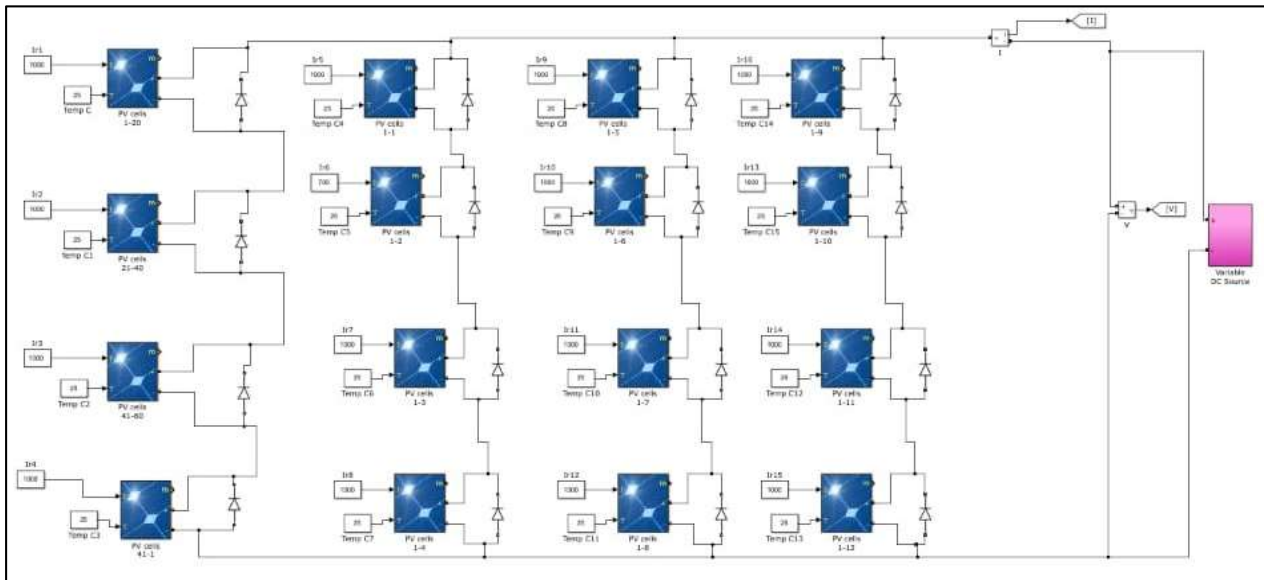 [I]
I
Ir1
1000
m
25
Temp C
PV cells
1-20
Ir5
1000
m
25
Temp C4
PV cells
1-1
Ir9
1000
m
25
Temp C8
PV cells
Ir16
1000
m
25
Temp C14
PV cells
1-9
Ir2
1000
m
25
Temp C1
PV cells
21-40
Ir6
700
m
25
PV cells
1-2
Ir10
1000
m
25
Temp C9
PV cells
1-6
Ir13
1000
m
25
Temp C15
PV cells
1-10
[V]
V
Variable
DC Source
Ir3
1000
m
25
Temp C2
PV cells
41-60
Ir7
1000
m
25
Temp C6
PV cells
1-3
Ir11
1000
m
25
Temp C10
PV cells
1-7
Ir14
1000
m
25
Temp C12
PV cells
1-11
Ir4
1000
m
25
Temp C3
PV cells
41-1
Ir8
1000
m
25
Temp C7
PV cells
1-4
Ir12
1000
m
25
Temp C11
PV cells
1-8
Ir15
1000
m
25
Temp C13
PV cells
1-12